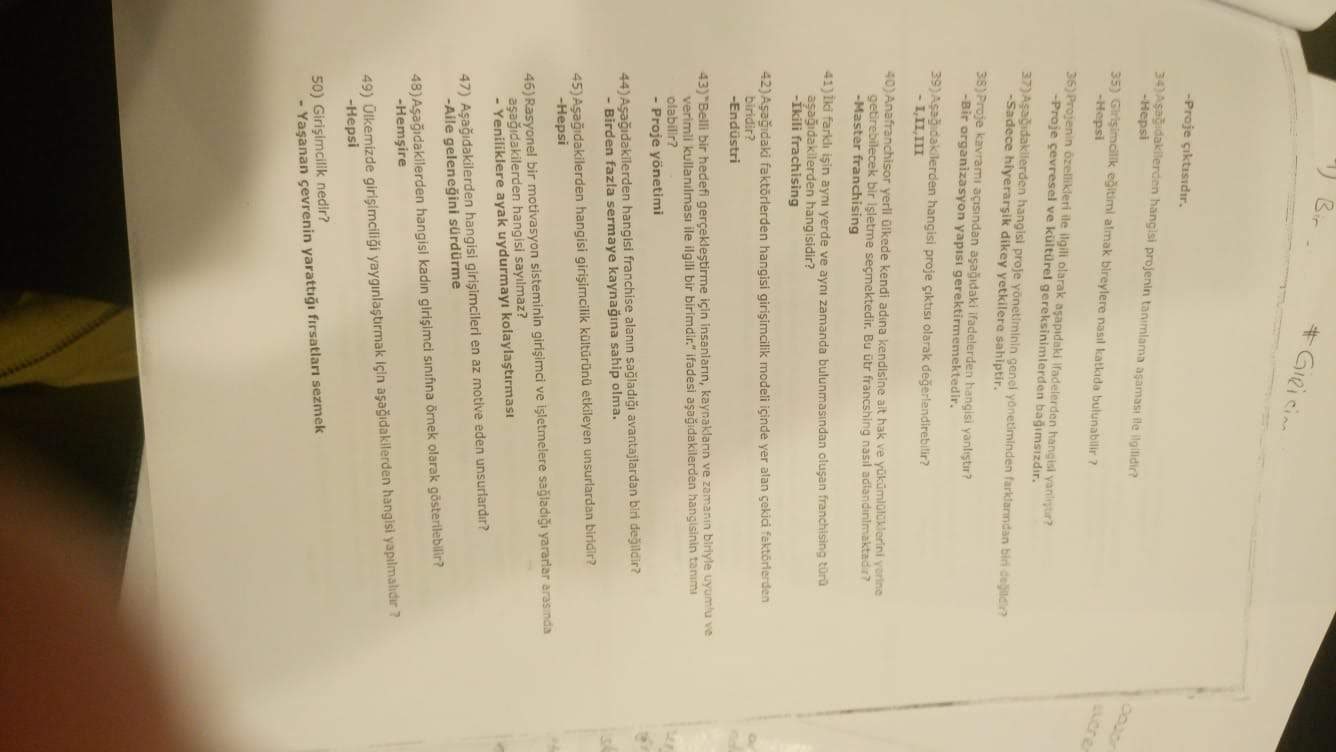 Bir
# Girişim
-Proje çıktısıdır.
34)Aşağıdakilerden hangisi projenin tanımlama aşaması ile ilgilidir?
-Hepsi
35) Girişimcilik eğitimi almak bireylere nasıl katkıda bulunabilir ?
-Hepsi
36)Projenin özellikleri ile ilgili olarak aşapıdaki ifadelerden hangisi yanlıştır?
-Proje çevresel ve kültürel gereksinimlerden bağımsızdır.
37)Aşağıdakilerden hangisi proje yönetiminin genel yönetiminden farklarından biri değildir?
-Sadece hiyerarşik dikey yetkilere sahiptir.
38)Proje kavramı açısından aşağıdaki ifadelerden hangisi yanlıştır?
-Bir organizasyon yapısı gerektirmemektedir.
39)Aşağıdakilerden hangisi proje çıktısı olarak değerlendirebilir?
- I,II,III
40)Anafranchisor yerli ülkede kendi adına kendisine ait hak ve yükümlülüklerini yerine
getirebilecek bir işletme seçmektedir. Bu ütr francshing nasıl adlandırılmaktadır?
-Master franchising
41)İki farklı işin aynı yerde ve aynı zamanda bulunmasından oluşan franchising türü
aşağıdakilerden hangisidir?
-İkili frachising
42)Aşağıdaki faktörlerden hangisi girişimcilik modeli içinde yer alan çekici faktörlerden
biridir?
-Endüstri
43)"Belli bir hedefi gerçekleştirme için insanların, kaynakların ve zamanın biriyle uyumlu ve
verimli kullanılması ile ilgili bir birimdir." ifadesi aşağıdakilerden hangisinin tanımı
olabilir?
- Proje yönetimi
44)Aşağıdakilerden hangisi franchise alanın sağladığı avantajlardan biri değildir?
- Birden fazla sermaye kaynağına sahip olma.
45)Aşağıdakilerden hangisi girişimcilik kültürünü etkileyen unsurlardan biridir?
-Hepsi
46)Rasyonel bir motivasyon sisteminin girişimci ve işletmelere sağladığı yararlar arasında
aşağıdakilerden hangisi sayılmaz?
- Yeniliklere ayak uydurmayı kolaylaştırması
47) Aşağıdakilerden hangisi girişimcileri en az motive eden unsurlardır?
-Aile geleneğini sürdürme
48)Aşağıdakilerden hangisi kadın girişimci sınıfına örnek olarak gösterilebilir?
-Hemşire
49) Ülkemizde girişimciliği yaygınlaştırmak için aşağıdakilerden hangisi yapılmalıdır ?
-Hepsi
50) Girişimcilik nedir?
- Yaşanan çevrenin yarattığı fırsatları sezmek